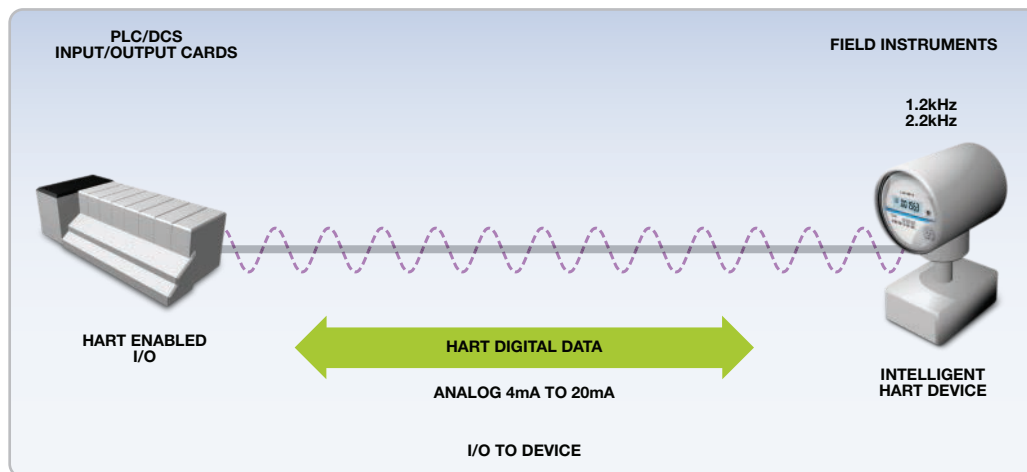 PLC/DCS
INPUT/OUTPUT CARDS
FIELD INSTRUMENTS
1.2kHz
2.2kHz
HART ENABLED
I/O
HART DIGITAL DATA
ANALOG 4mA TO 20mA
INTELLIGENT
HART DEVICE
I/O TO DEVICE